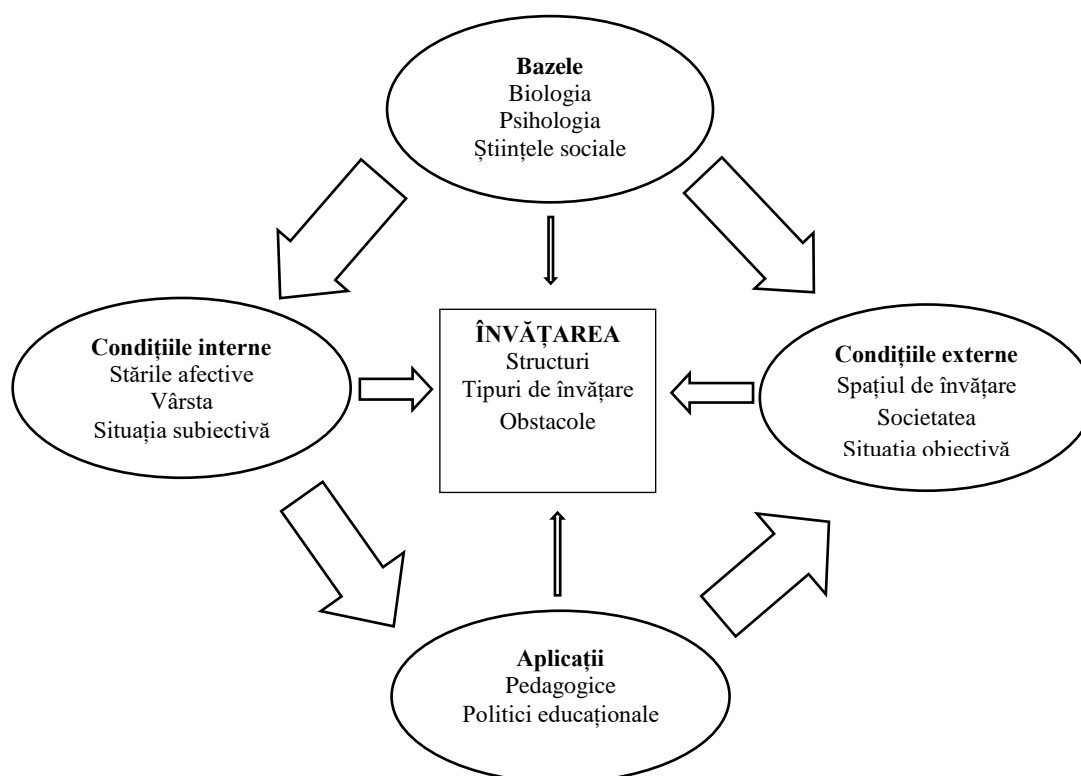 Bazele
Biologia
Psihologia
Științele sociale
Condițiile interne
Stările afective
Vârsta
Situația subiectivă
ÎNVĂȚAREA
Structuri
Tipuri de învățare
Obstacole
Condițiile externe
Spațiul de învățare
Societatea
Situația obiectivă
Aplicații
Pedagogice
Politici educaționale